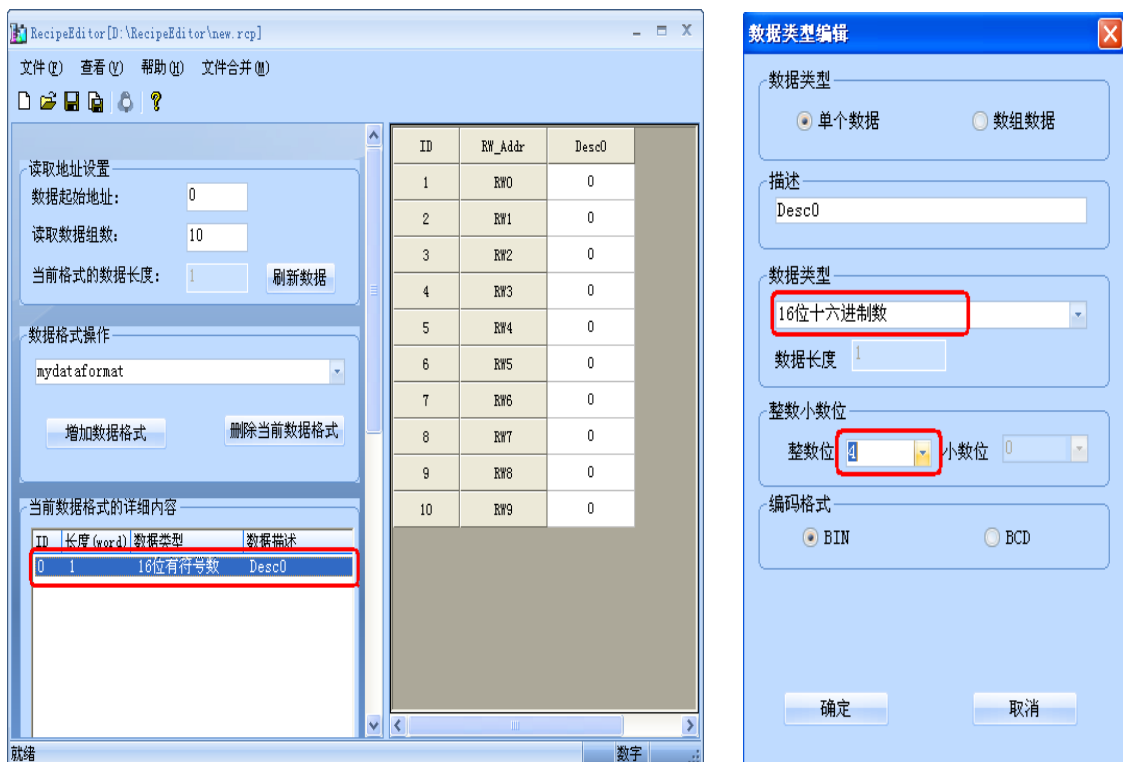 RecipeEditor[D:\RecipeEditor\new.rcp]
文件(F) 查看(V) 帮助(H) 文件合并(M)
读取地址设置
数据起始地址: 0
读取数据组数: 10
当前格式的数据长度: 1 刷新数据
数据格式操作
mydataformat
增加数据格式 删除当前数据格式
当前数据格式的详细内容
ID 长度(word) 数据类型 数据描述
0 1 16位有符号数 Desc0
ID RW_Addr Desc0
1 RW0 0
2 RW1 0
3 RW2 0
4 RW3 0
5 RW4 0
6 RW5 0
7 RW6 0
8 RW7 0
9 RW8 0
10 RW9 0
就绪 数字
数据类型编辑
数据类型
单个数据 数组数据
描述
Desc0
数据类型
16位十六进制数
数据长度 1
整数小数位
整数位 4 小数位 0
编码格式
BIN BCD
确定 取消